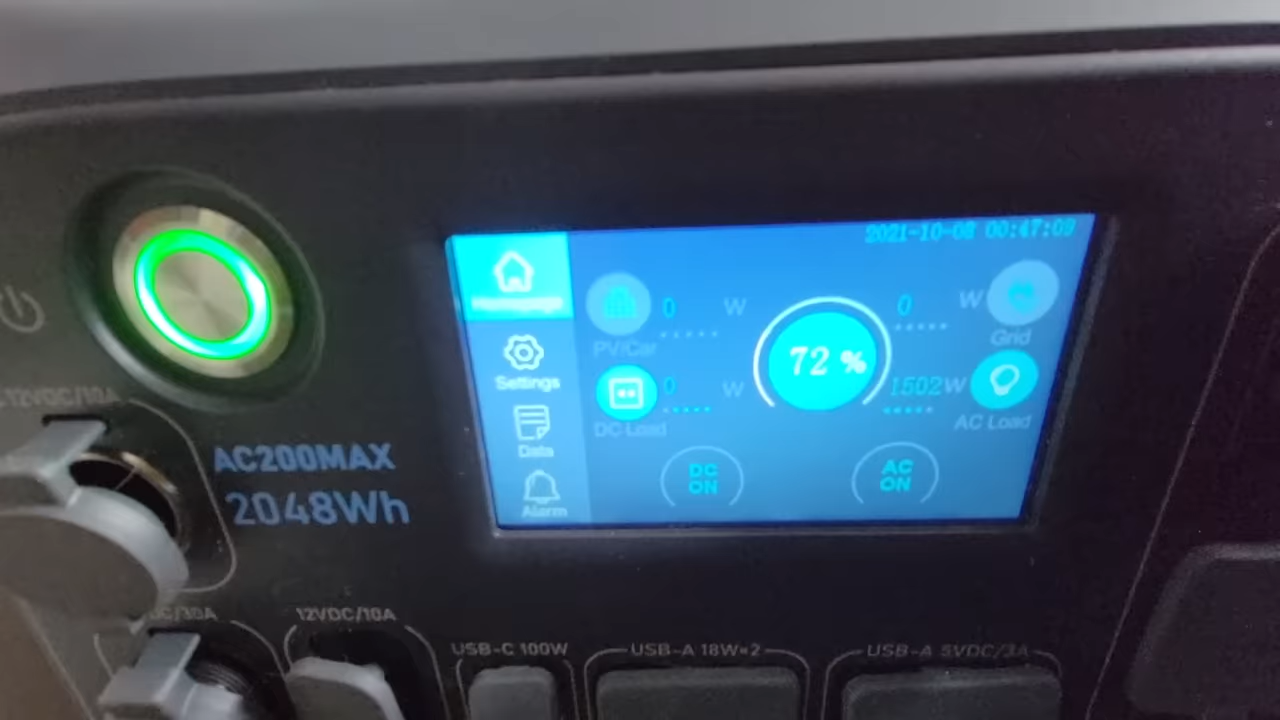 2021-10-08 00:47:09
Homepage
0 W
0 W
PV/Car
Grid
72 %
Settings
0 W
1502W
DC Load
AC Load
Data
DC
ON
AC
ON
Alarm
12VDC/10A
AC200MAX
2048Wh
DC/30A
12VDC/10A
USB-C 100W
USB-A 18W×2
USB-A 5VDC/3A